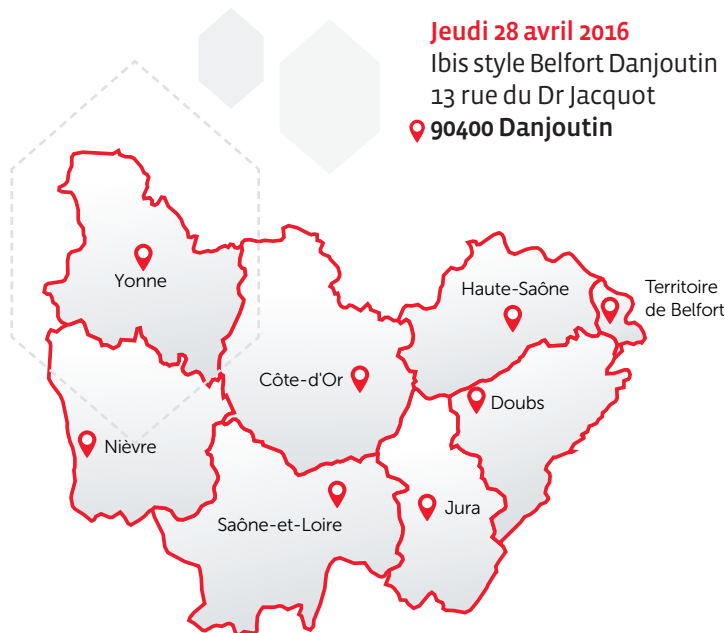 Jeudi 28 avril 2016
Ibis style Belfort Danjoutin
13 rue du Dr Jacquot
90400 Danjoutin
Yonne
Haute-Saône
Territoire
de Belfort
Côte-d'Or
Doubs
Nièvre
Saône-et-Loire
Jura